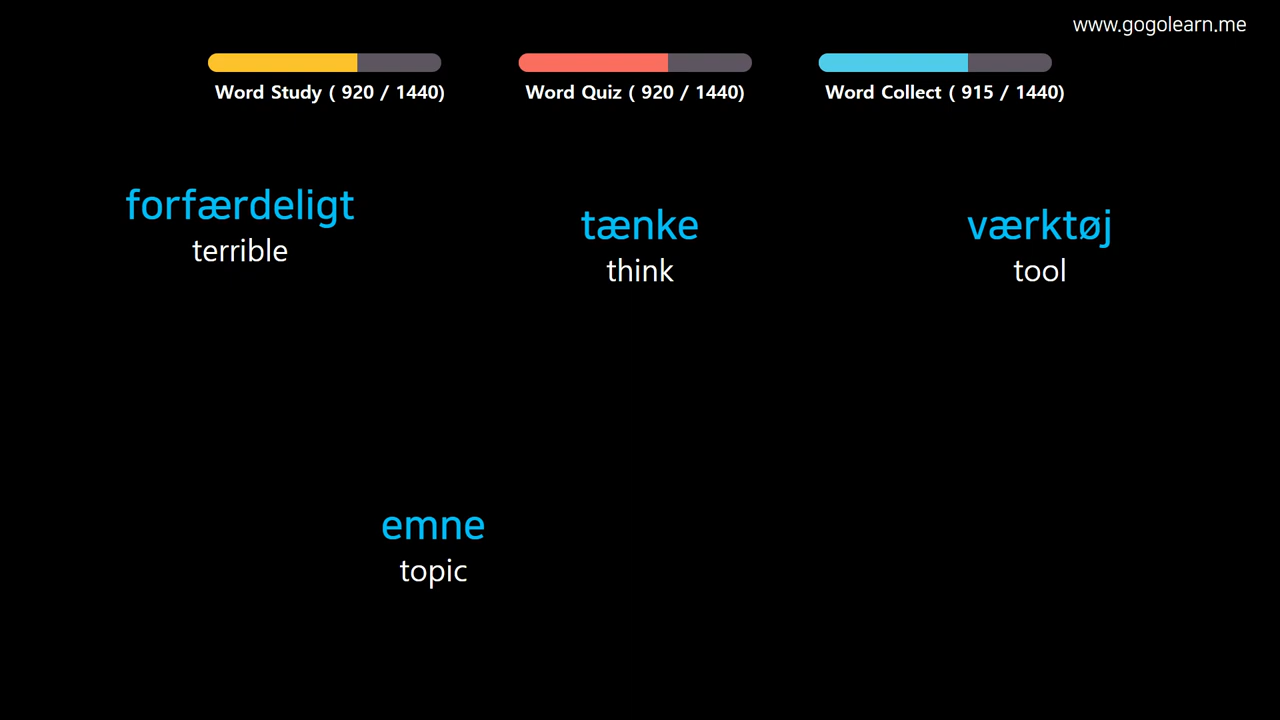 www.gogolearn.me
Word Study ( 920 / 1440)
Word Quiz ( 920 / 1440)
Word Collect ( 915 / 1440)
forfærdeligt
terrible
tænke
think
værktøj
tool
emne
topic